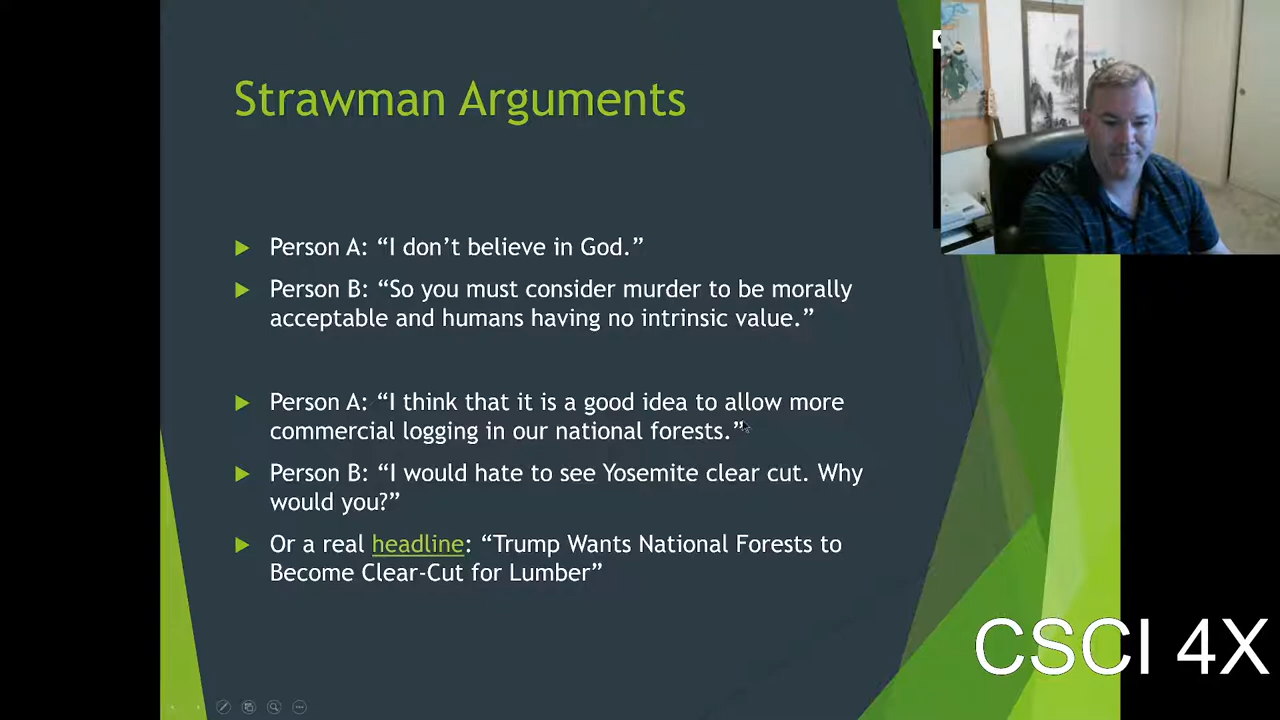 Strawman Arguments
Person A: “I don’t believe in God.”
Person B: “So you must consider murder to be morally
acceptable and humans having no intrinsic value.”
Person A: “I think that it is a good idea to allow more
commercial logging in our national forests.”
Person B: “I would hate to see Yosemite clear cut. Why
would you?”
Or a real headline: “Trump Wants National Forests to
Become Clear-Cut for Lumber”
CSCI 4X